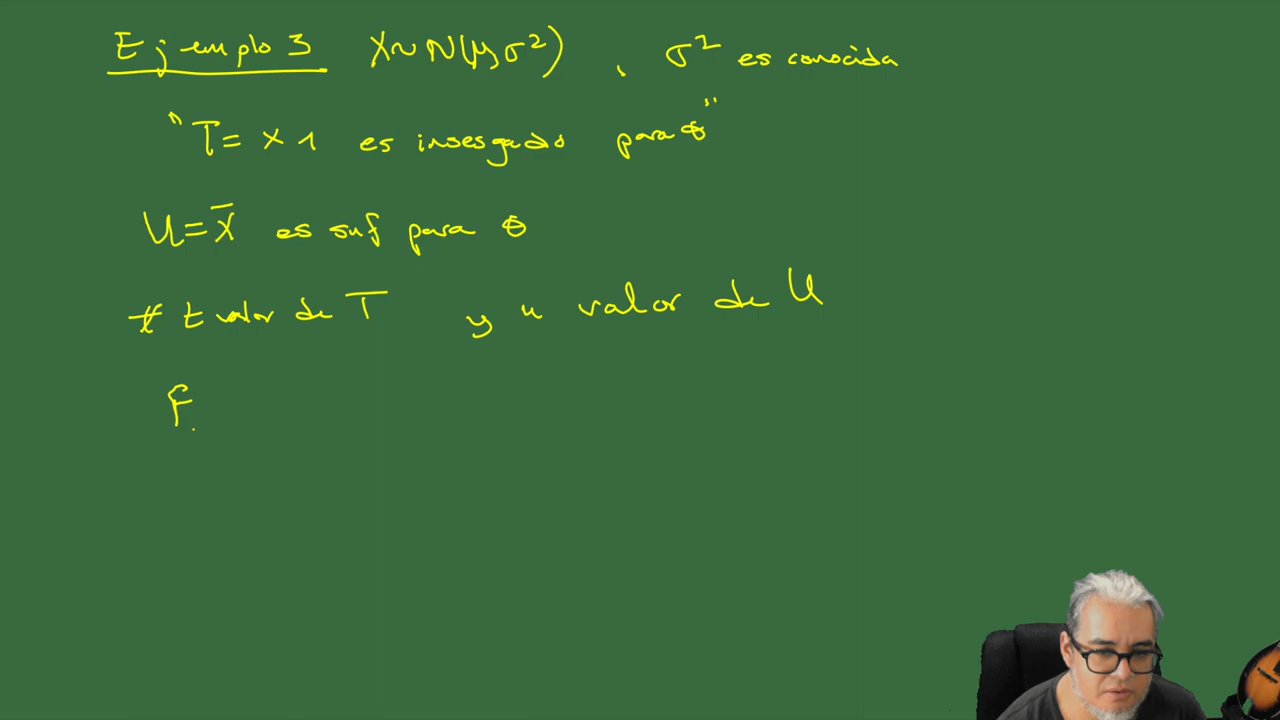 Ejemplo 3 X~N(μ,σ²), σ² es conocida
"T = X1 es insesgado para θ"
U = X̄ es suf para θ
# t valor de T y u valor de U
f